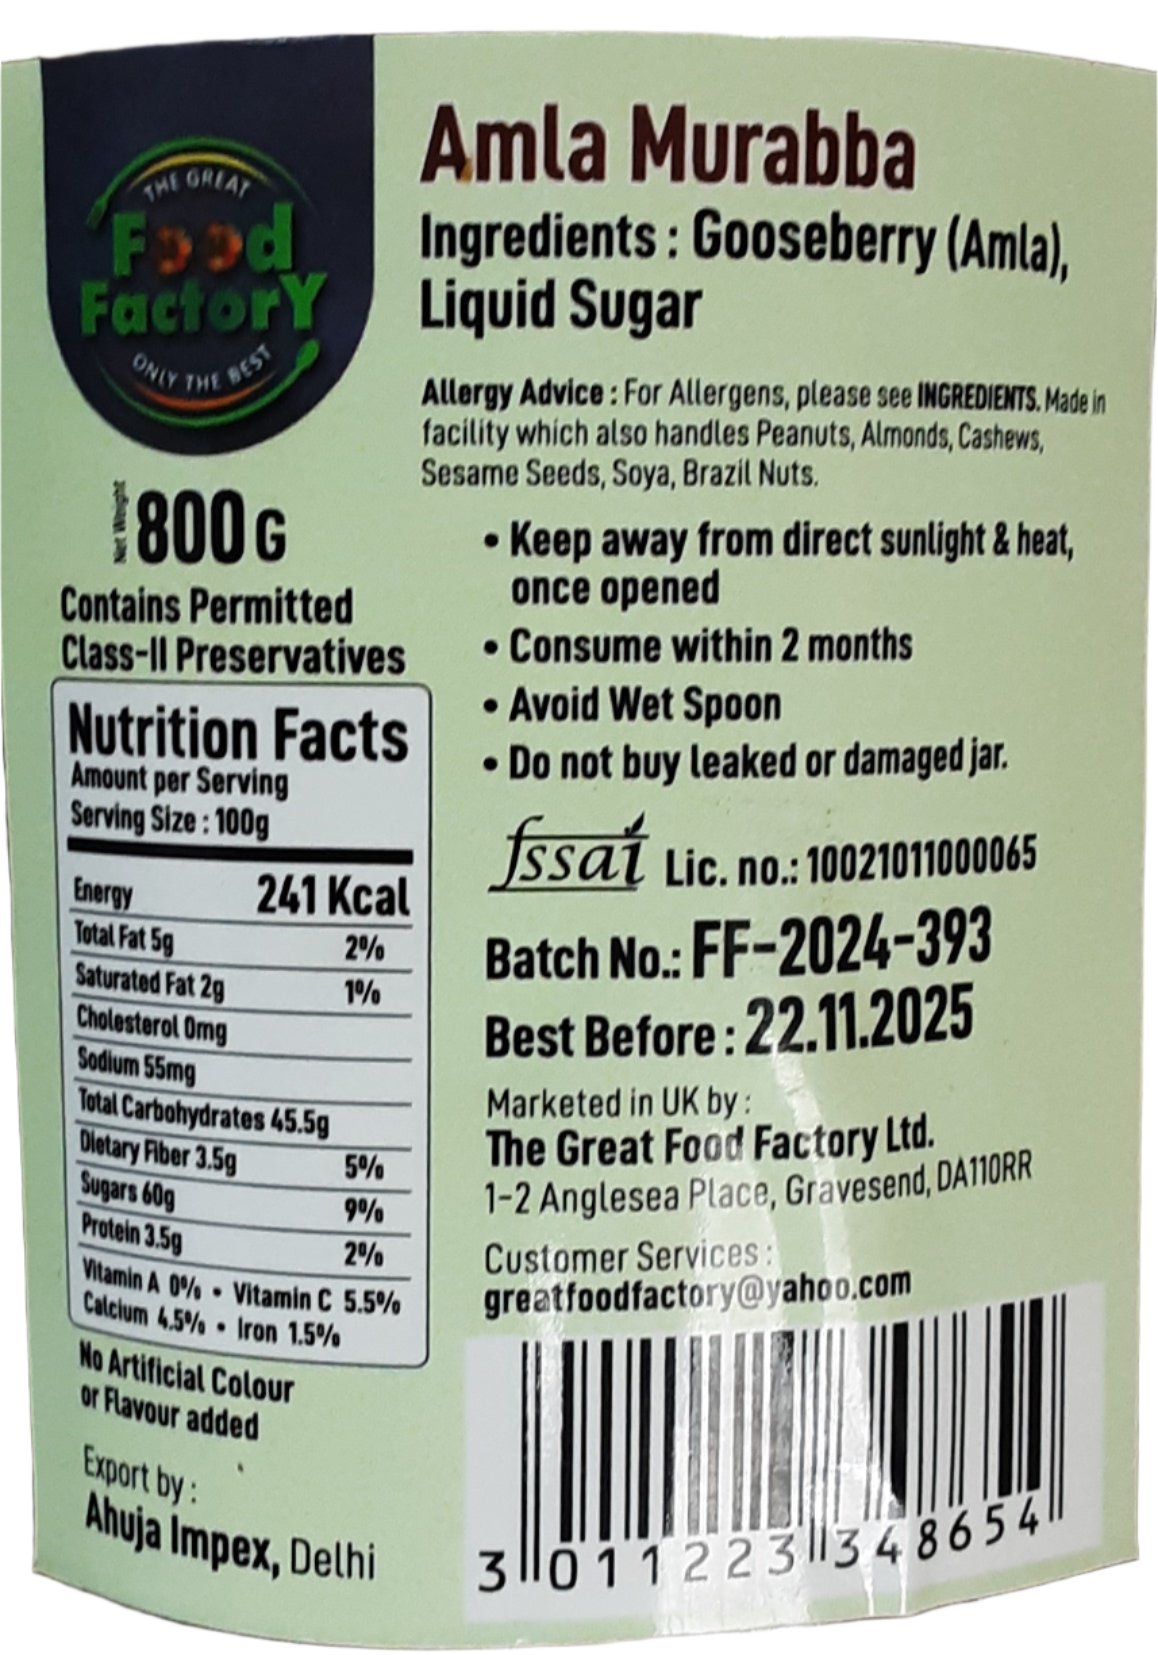 THE GREAT
Food
FactorY
ONLY THE BEST
Net Weight
800 G
Contains Permitted
Class-II Preservatives
Nutrition Facts
Amount per Serving
Serving Size : 100g
Energy 241 Kcal
Total Fat 5g 2%
Saturated Fat 2g 1%
Cholesterol 0mg
Sodium 55mg
Total Carbohydrates 45.5g
Dietary Fiber 3.5g 5%
Sugars 60g 9%
Protein 3.5g 2%
Vitamin A 0% • Vitamin C 5.5%
Calcium 4.5% • Iron 1.5%
No Artificial Colour
or Flavour added
Export by :
Ahuja Impex, Delhi
Amla Murabba
Ingredients : Gooseberry (Amla),
Liquid Sugar
Allergy Advice : For Allergens, please see INGREDIENTS. Made in
facility which also handles Peanuts, Almonds, Cashews,
Sesame Seeds, Soya, Brazil Nuts.
• Keep away from direct sunlight & heat,
once opened
• Consume within 2 months
• Avoid Wet Spoon
• Do not buy leaked or damaged jar.
fssai Lic. no.: 10021011000065
Batch No.: FF-2024-393
Best Before : 22.11.2025
Marketed in UK by :
The Great Food Factory Ltd.
1-2 Anglesea Place, Gravesend, DA110RR
Customer Services :
greatfoodfactory@yahoo.com
3 011223 348654